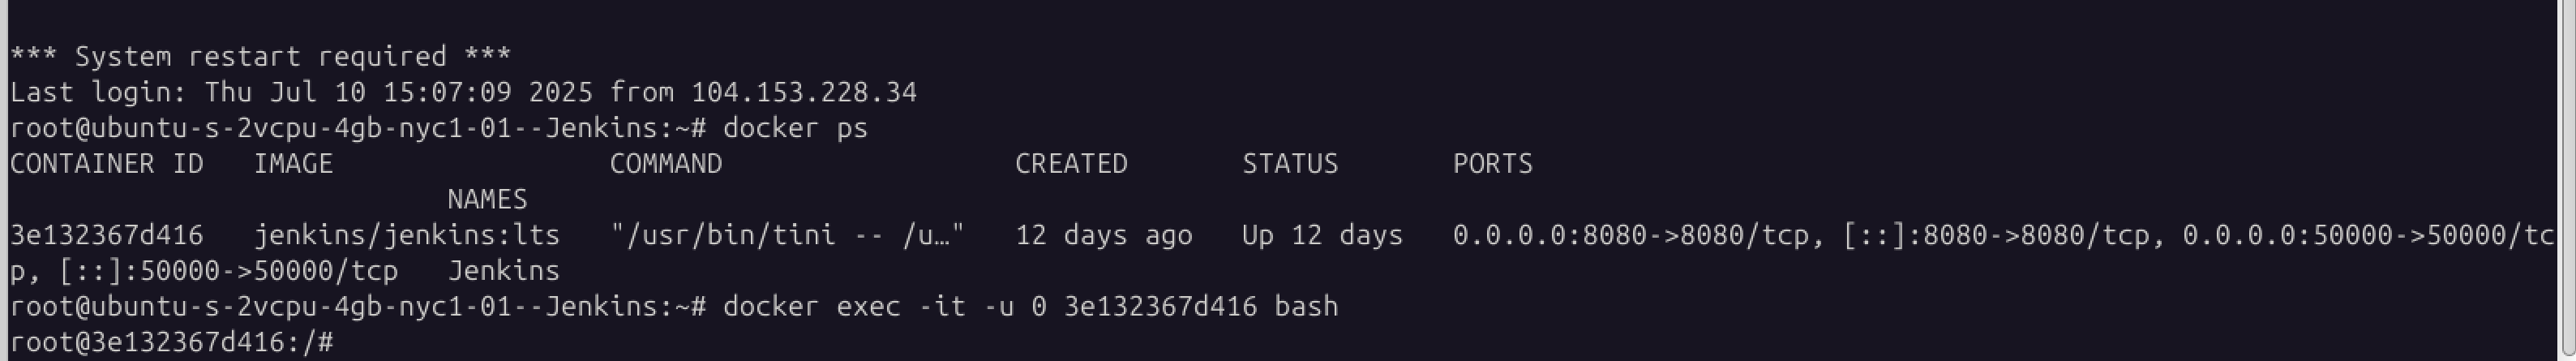 *** System restart required ***
Last login: Thu Jul 10 15:07:09 2025 from 104.153.228.34
root@ubuntu-s-2vcpu-4gb-nyc1-01--Jenkins:~# docker ps
CONTAINER ID   IMAGE                 COMMAND                  CREATED       STATUS       PORTS
                           NAMES
3e132367d416   jenkins/jenkins:lts   "/usr/bin/tini -- /u…"   12 days ago   Up 12 days   0.0.0.0:8080->8080/tcp, [::]:8080->8080/tcp, 0.0.0.0:50000->50000/tc
p, [::]:50000->50000/tcp   Jenkins
root@ubuntu-s-2vcpu-4gb-nyc1-01--Jenkins:~# docker exec -it -u 0 3e132367d416 bash
root@3e132367d416:/#